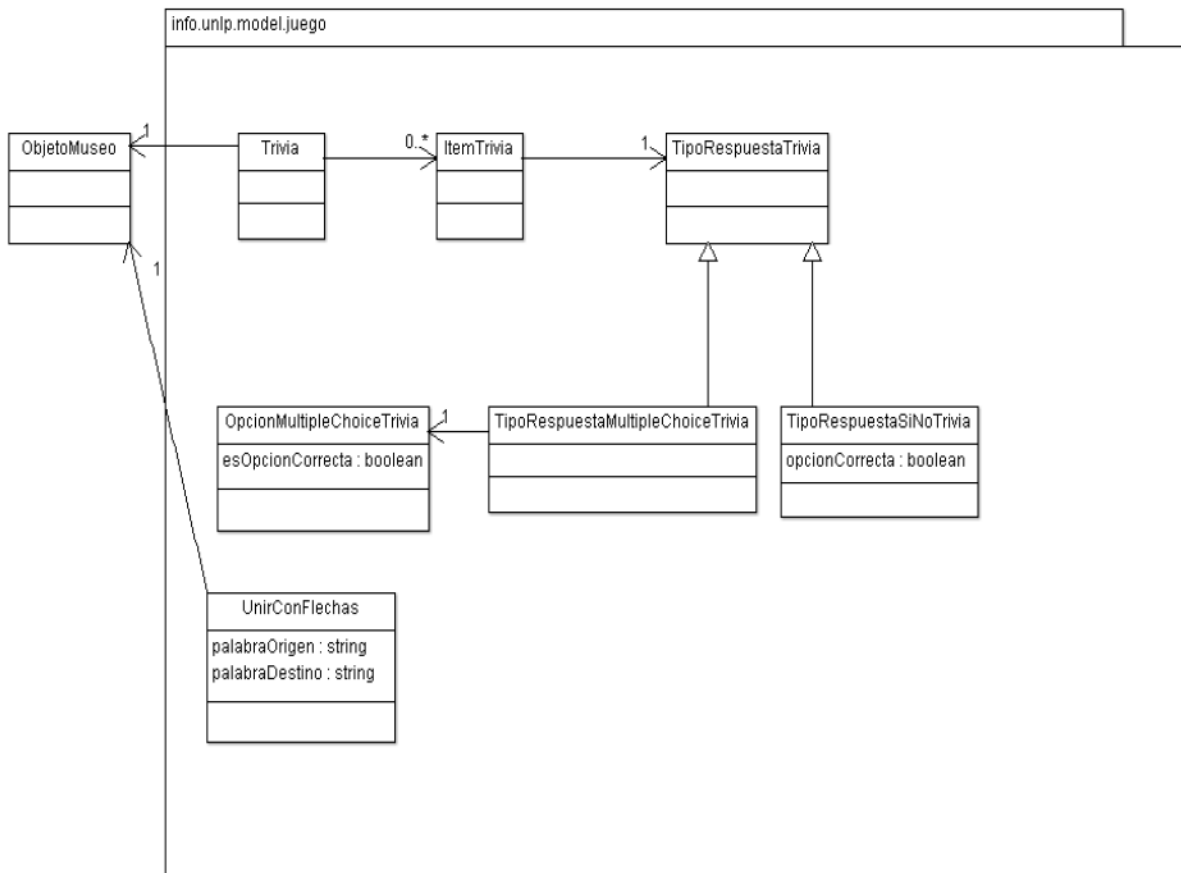 info.unlp.model.juego
ObjetoMuseo
1
Trivia
0..*
ItemTrivia
1
TipoRespuestaTrivia
1
OpcionMultipleChoiceTrivia
esOpcionCorrecta : boolean
1
TipoRespuestaMultipleChoiceTrivia
TipoRespuestaSiNoTrivia
opcionCorrecta : boolean
UnirConFlechas
palabraOrigen : string
palabraDestino : string